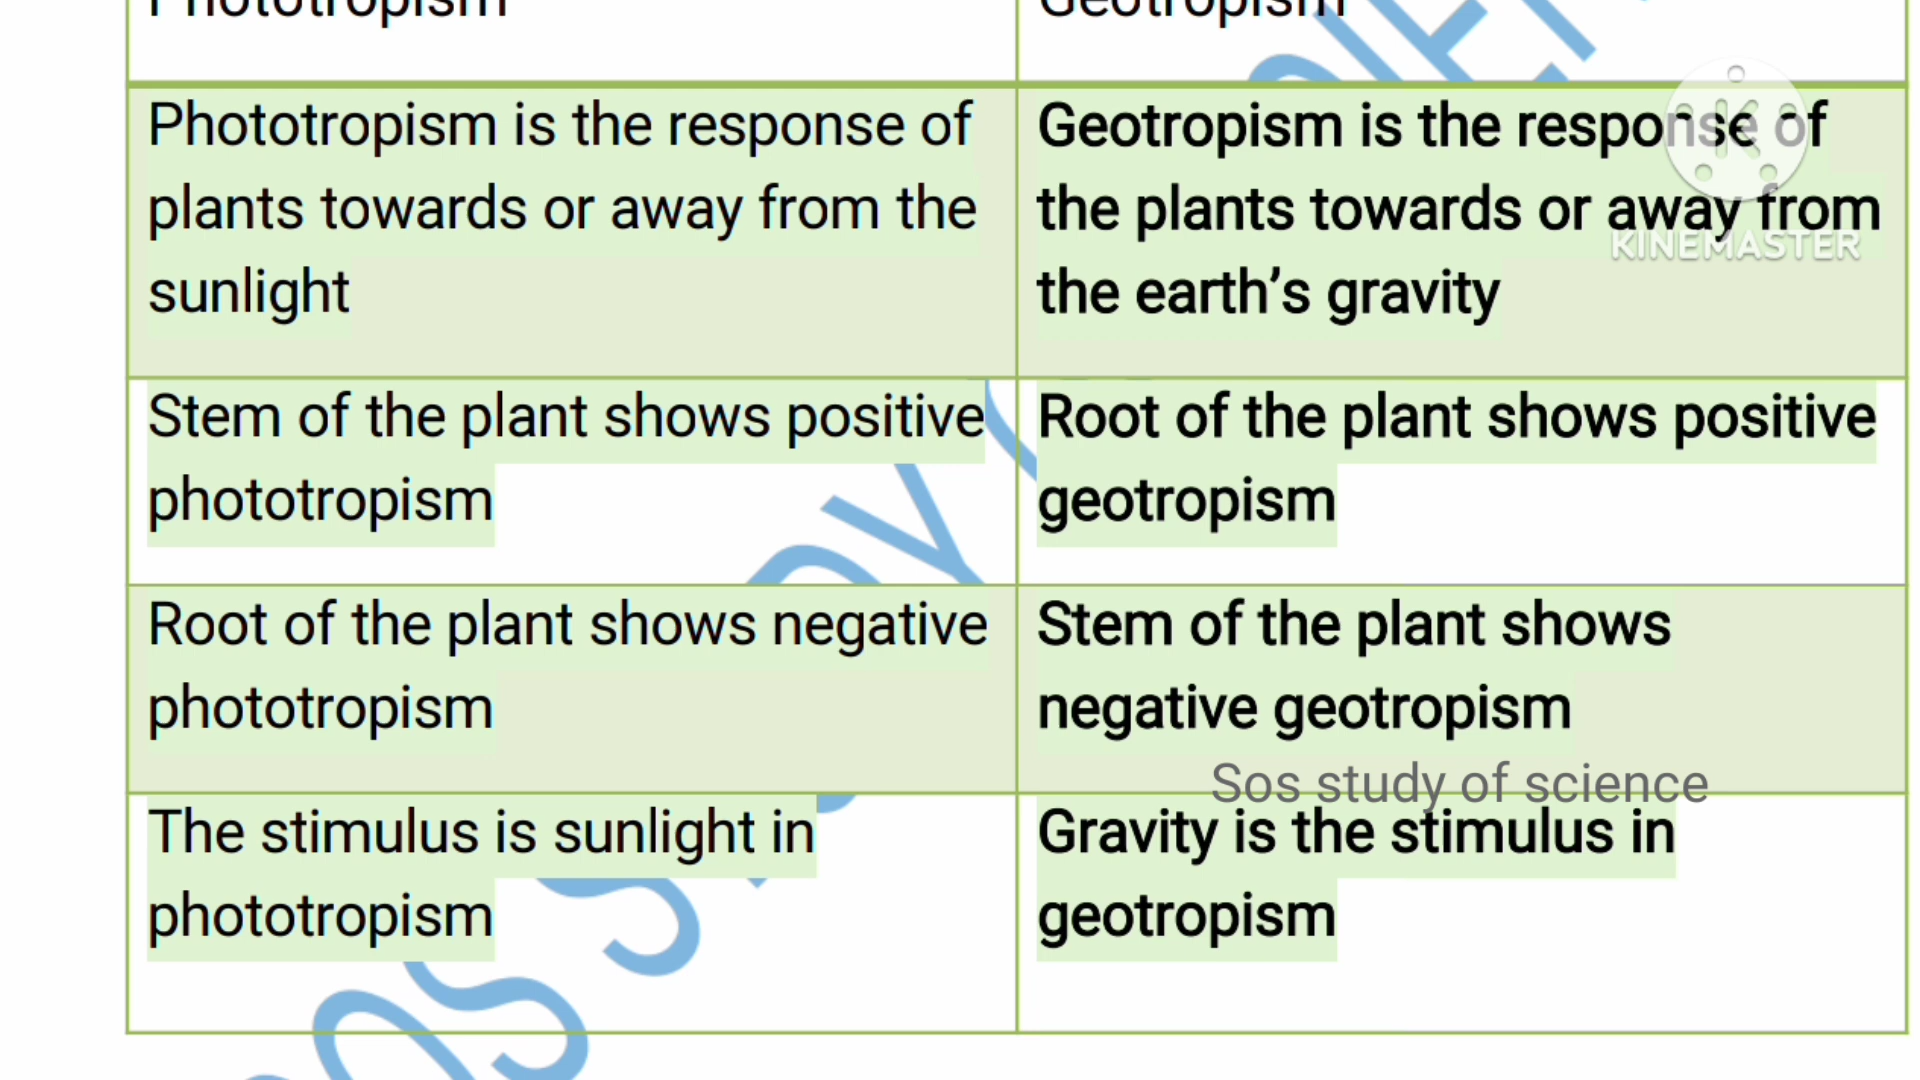 Phototropism
Geotropism
Phototropism is the response of
plants towards or away from the
sunlight
Geotropism is the response of
the plants towards or away from
the earth’s gravity
KINEMASTER
Stem of the plant shows positive
phototropism
Root of the plant shows positive
geotropism
Root of the plant shows negative
phototropism
Stem of the plant shows
negative geotropism
Sos study of science
The stimulus is sunlight in
phototropism
Gravity is the stimulus in
geotropism